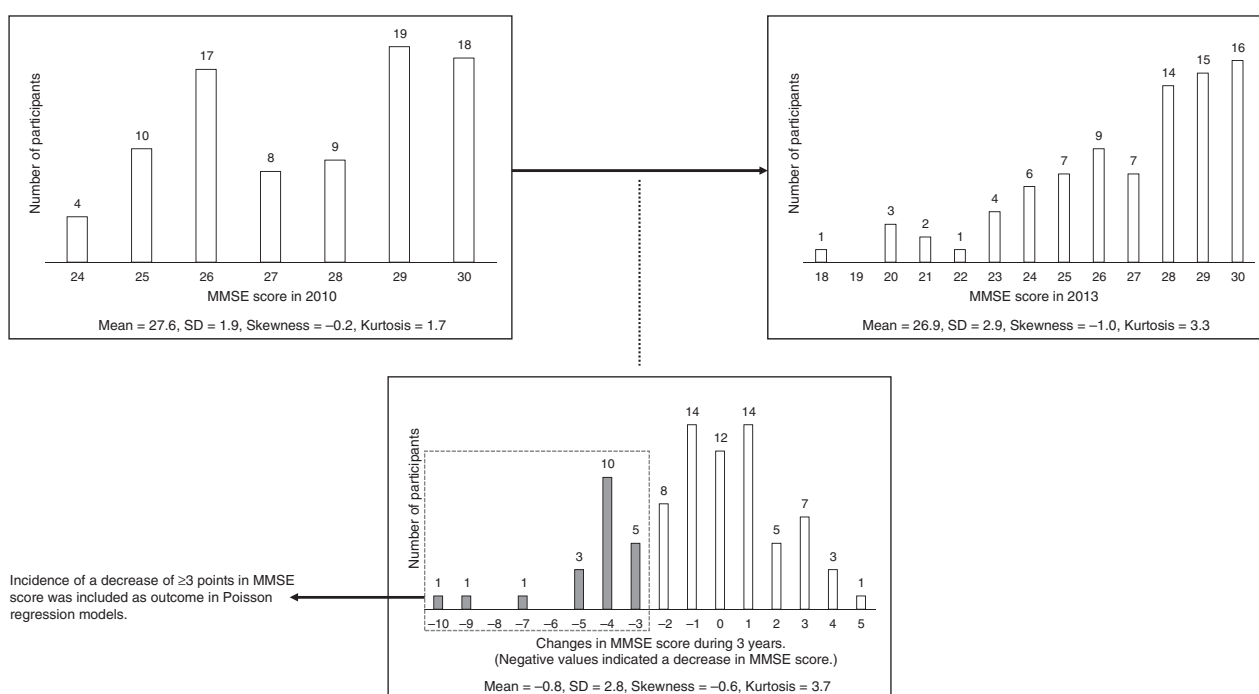 Number of participants
4
10
17
8
9
19
18
24 25 26 27 28 29 30
MMSE score in 2010
Mean = 27.6, SD = 1.9, Skewness = –0.2, Kurtosis = 1.7
Number of participants
1
3
2
1
4
6
7
9
7
14
15
16
18 19 20 21 22 23 24 25 26 27 28 29 30
MMSE score in 2013
Mean = 26.9, SD = 2.9, Skewness = –1.0, Kurtosis = 3.3
Number of participants
1
1
1
3
10
5
8
14
12
14
5
7
3
1
–10 –9 –8 –7 –6 –5 –4 –3 –2 –1 0 1 2 3 4 5
Changes in MMSE score during 3 years.
(Negative values indicated a decrease in MMSE score.)
Mean = –0.8, SD = 2.8, Skewness = –0.6, Kurtosis = 3.7
Incidence of a decrease of ≥3 points in MMSE
score was included as outcome in Poisson
regression models.